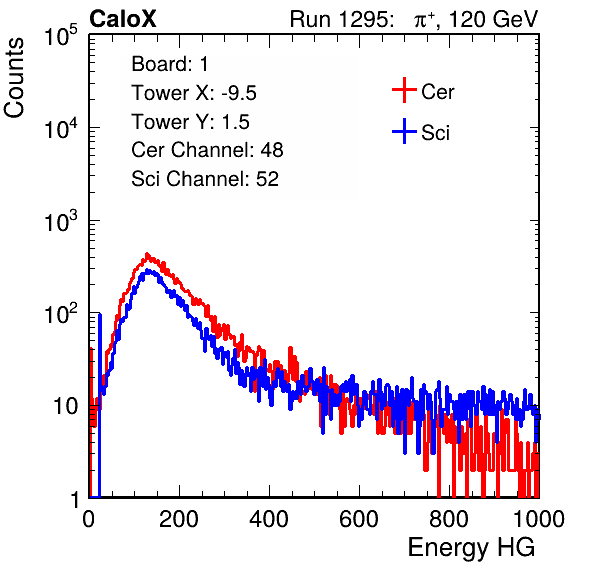 CaloX Run 1295: π⁺, 120 GeV
Board: 1
Tower X: -9.5
Tower Y: 1.5
Cer Channel: 48
Sci Channel: 52
Cer
Sci
Counts
10⁵
10⁴
10³
10²
10
1
0 200 400 600 800 1000
Energy HG